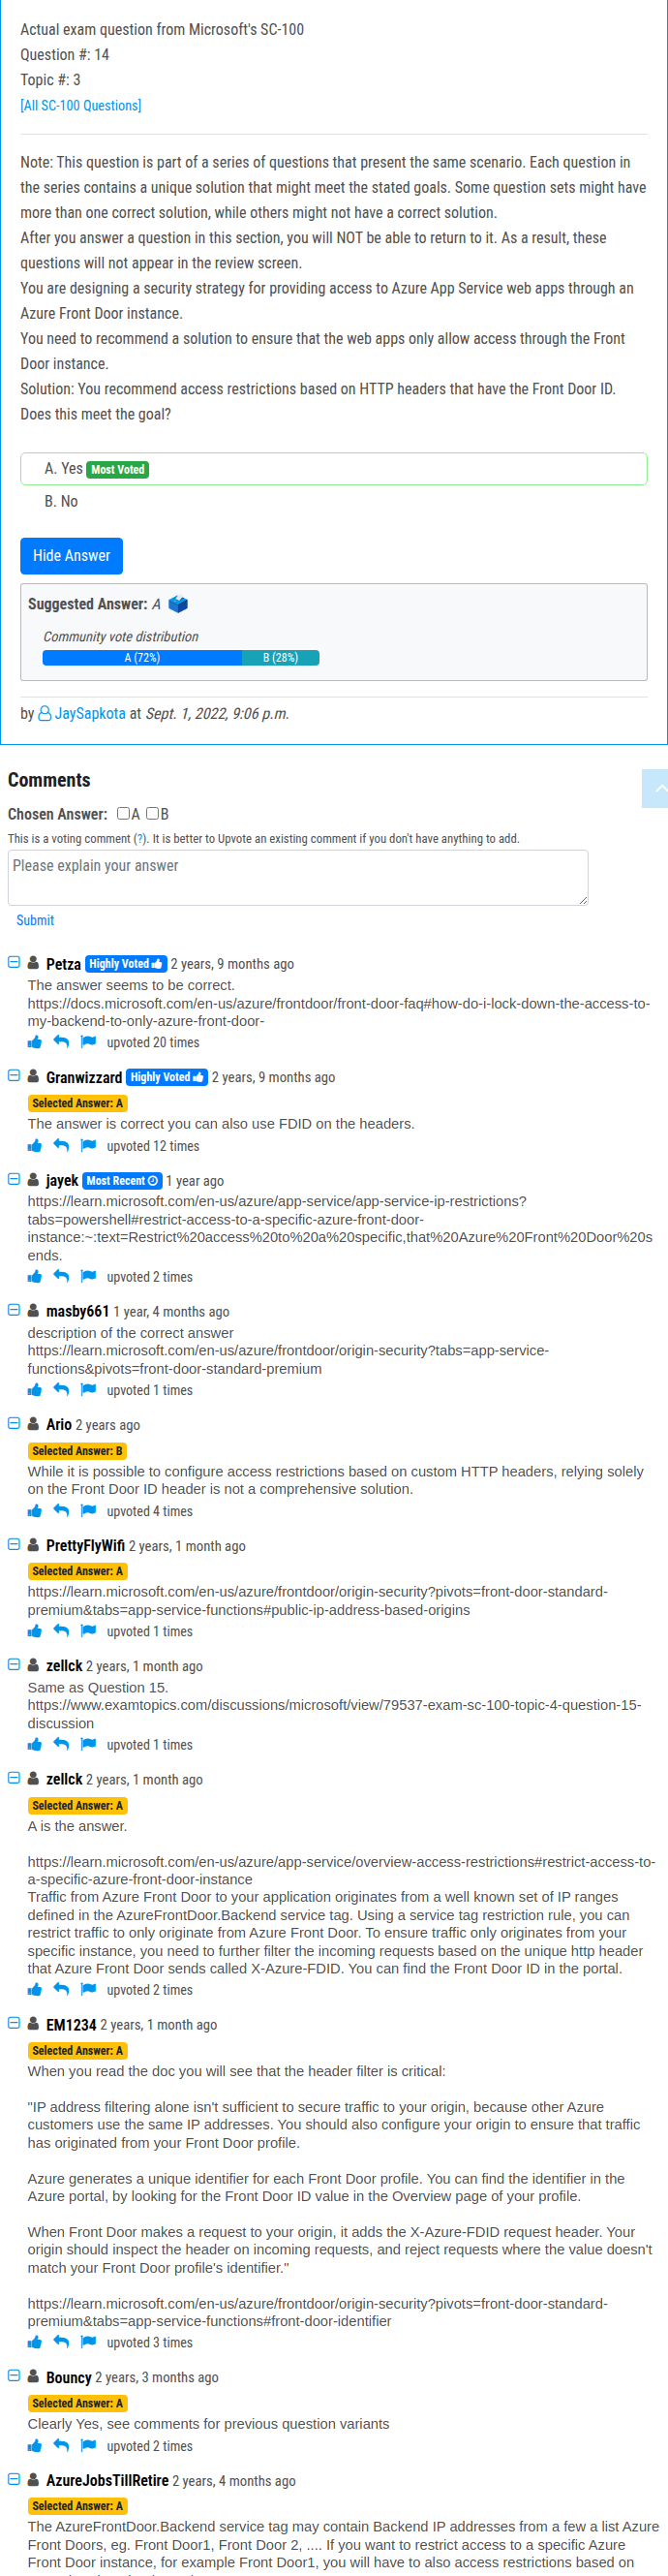 Actual exam question from Microsoft's SC-100
Question #: 14
Topic #: 3
[All SC-100 Questions]
Note: This question is part of a series of questions that present the same scenario. Each question in
the series contains a unique solution that might meet the stated goals. Some question sets might have
more than one correct solution, while others might not have a correct solution.
After you answer a question in this section, you will NOT be able to return to it. As a result, these
questions will not appear in the review screen.
You are designing a security strategy for providing access to Azure App Service web apps through an
Azure Front Door instance.
You need to recommend a solution to ensure that the web apps only allow access through the Front
Door instance.
Solution: You recommend access restrictions based on HTTP headers that have the Front Door ID.
Does this meet the goal?
A. Yes Most Voted
B. No
Hide Answer
Suggested Answer: A
Community vote distribution
A (72%) B (28%)
by JaySapkota at Sept. 1, 2022, 9:06 p.m.
Comments
Chosen Answer: A B
This is a voting comment (?). It is better to Upvote an existing comment if you don't have anything to add.
Please explain your answer
Submit
Petza Highly Voted 2 years, 9 months ago
The answer seems to be correct.
https://docs.microsoft.com/en-us/azure/frontdoor/front-door-faq#how-do-i-lock-down-the-access-to-
my-backend-to-only-azure-front-door-
upvoted 20 times
Granwizzard Highly Voted 2 years, 9 months ago
Selected Answer: A
The answer is correct you can also use FDID on the headers.
upvoted 12 times
jayek Most Recent 1 year ago
https://learn.microsoft.com/en-us/azure/app-service/app-service-ip-restrictions?
tabs=powershell#restrict-access-to-a-specific-azure-front-door-
instance:~:text=Restrict%20access%20to%20a%20specific,that%20Azure%20Front%20Door%20s
ends.
upvoted 2 times
masby661 1 year, 4 months ago
description of the correct answer
https://learn.microsoft.com/en-us/azure/frontdoor/origin-security?tabs=app-service-
functions&pivots=front-door-standard-premium
upvoted 1 times
Ario 2 years ago
Selected Answer: B
While it is possible to configure access restrictions based on custom HTTP headers, relying solely
on the Front Door ID header is not a comprehensive solution.
upvoted 4 times
PrettyFlyWifi 2 years, 1 month ago
Selected Answer: A
https://learn.microsoft.com/en-us/azure/frontdoor/origin-security?pivots=front-door-standard-
premium&tabs=app-service-functions#public-ip-address-based-origins
upvoted 1 times
zellck 2 years, 1 month ago
Same as Question 15.
https://www.examtopics.com/discussions/microsoft/view/79537-exam-sc-100-topic-4-question-15-
discussion
upvoted 1 times
zellck 2 years, 1 month ago
Selected Answer: A
A is the answer.
https://learn.microsoft.com/en-us/azure/app-service/overview-access-restrictions#restrict-access-to-
a-specific-azure-front-door-instance
Traffic from Azure Front Door to your application originates from a well known set of IP ranges
defined in the AzureFrontDoor.Backend service tag. Using a service tag restriction rule, you can
restrict traffic to only originate from Azure Front Door. To ensure traffic only originates from your
specific instance, you need to further filter the incoming requests based on the unique http header
that Azure Front Door sends called X-Azure-FDID. You can find the Front Door ID in the portal.
upvoted 2 times
EM1234 2 years, 1 month ago
Selected Answer: A
When you read the doc you will see that the header filter is critical:
"IP address filtering alone isn't sufficient to secure traffic to your origin, because other Azure
customers use the same IP addresses. You should also configure your origin to ensure that traffic
has originated from your Front Door profile.
Azure generates a unique identifier for each Front Door profile. You can find the identifier in the
Azure portal, by looking for the Front Door ID value in the Overview page of your profile.
When Front Door makes a request to your origin, it adds the X-Azure-FDID request header. Your
origin should inspect the header on incoming requests, and reject requests where the value doesn't
match your Front Door profile's identifier."
https://learn.microsoft.com/en-us/azure/frontdoor/origin-security?pivots=front-door-standard-
premium&tabs=app-service-functions#front-door-identifier
upvoted 3 times
Bouncy 2 years, 3 months ago
Selected Answer: A
Clearly Yes, see comments for previous question variants
upvoted 2 times
AzureJobsTillRetire 2 years, 4 months ago
Selected Answer: A
The AzureFrontDoor.Backend service tag may contain Backend IP addresses from a few a list Azure
Front Doors, eg. Front Door1, Front Door 2, .... If you want to restrict access to a specific Azure
Front Door instance, for example Front Door1, you will have to also access restrictions based on